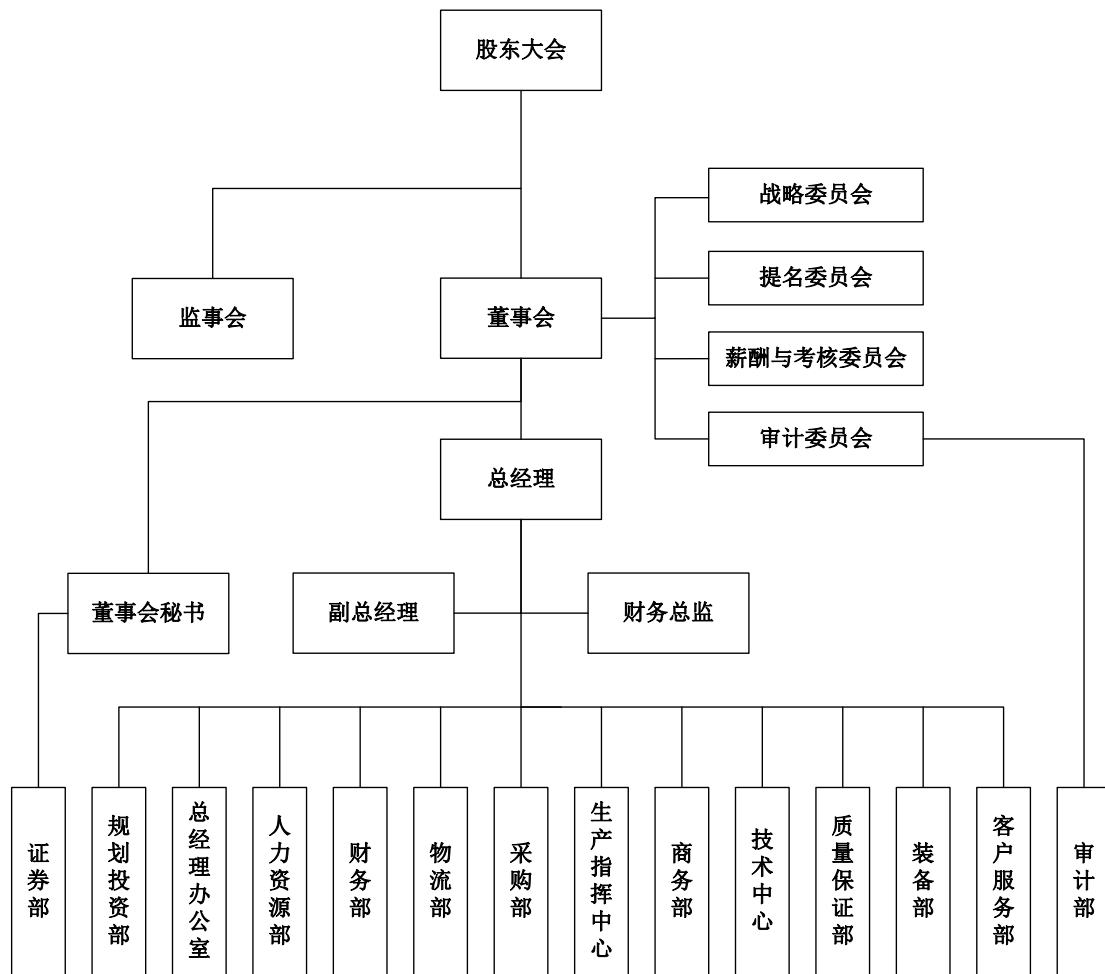 股东大会
战略委员会
提名委员会
监事会
董事会
薪酬与考核委员会
审计委员会
总经理
董事会秘书
副总经理
财务总监
证券部
规划投资部
总经理办公室
人力资源部
财务部
物流部
采购部
生产指挥中心
商务部
技术中心
质量保证部
装备部
客户服务部
审计部